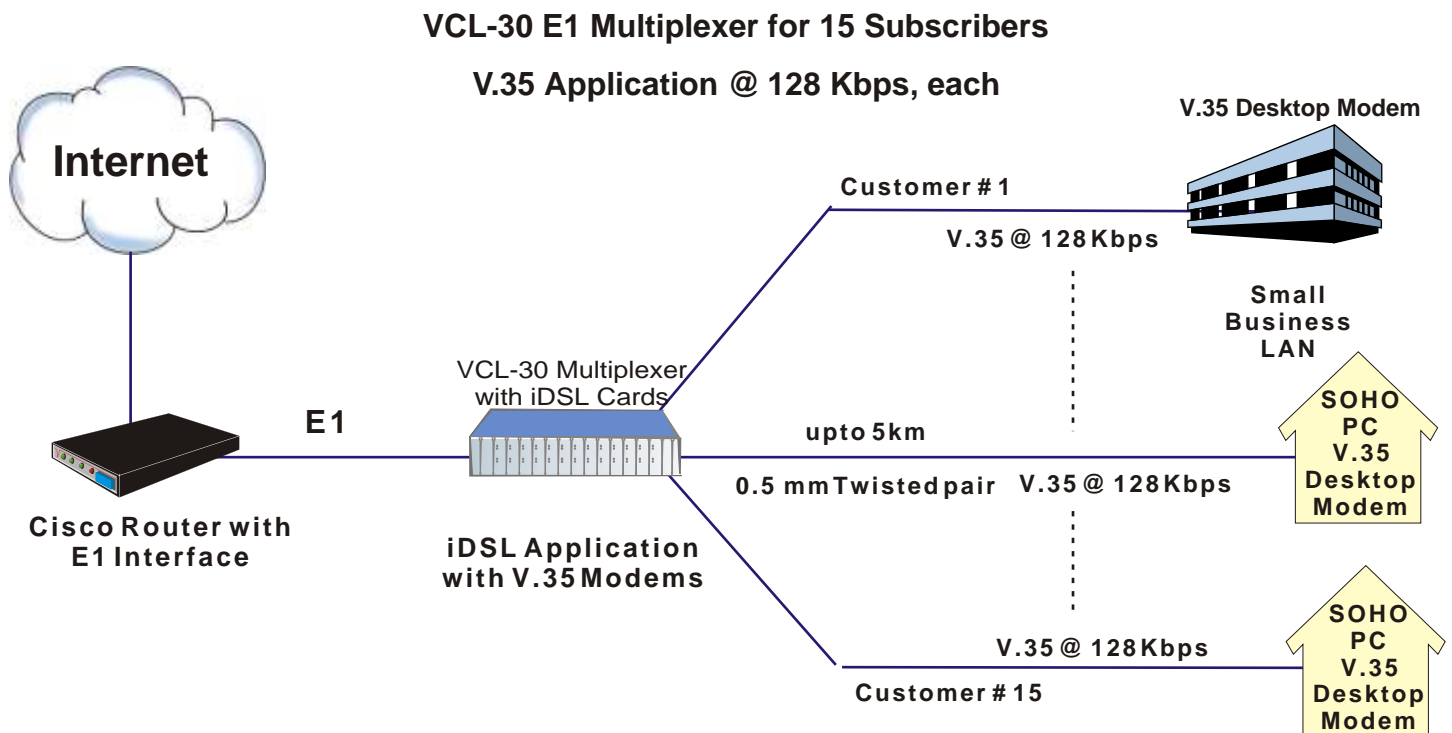 VCL-30 E1 Multiplexer for 15 Subscribers
V.35 Application @ 128 Kbps, each
V.35 Desktop Modem
Internet
Customer # 1
V.35 @ 128 Kbps
Small
Business
LAN
VCL-30 Multiplexer
with iDSL Cards
E1
upto 5km
0.5 mm Twisted pair
V.35 @ 128 Kbps
SOHO
PC
V.35
Desktop
Modem
Cisco Router with
E1 Interface
iDSL Application
with V.35 Modems
V.35 @ 128 Kbps
Customer # 15
SOHO
PC
V.35
Desktop
Modem